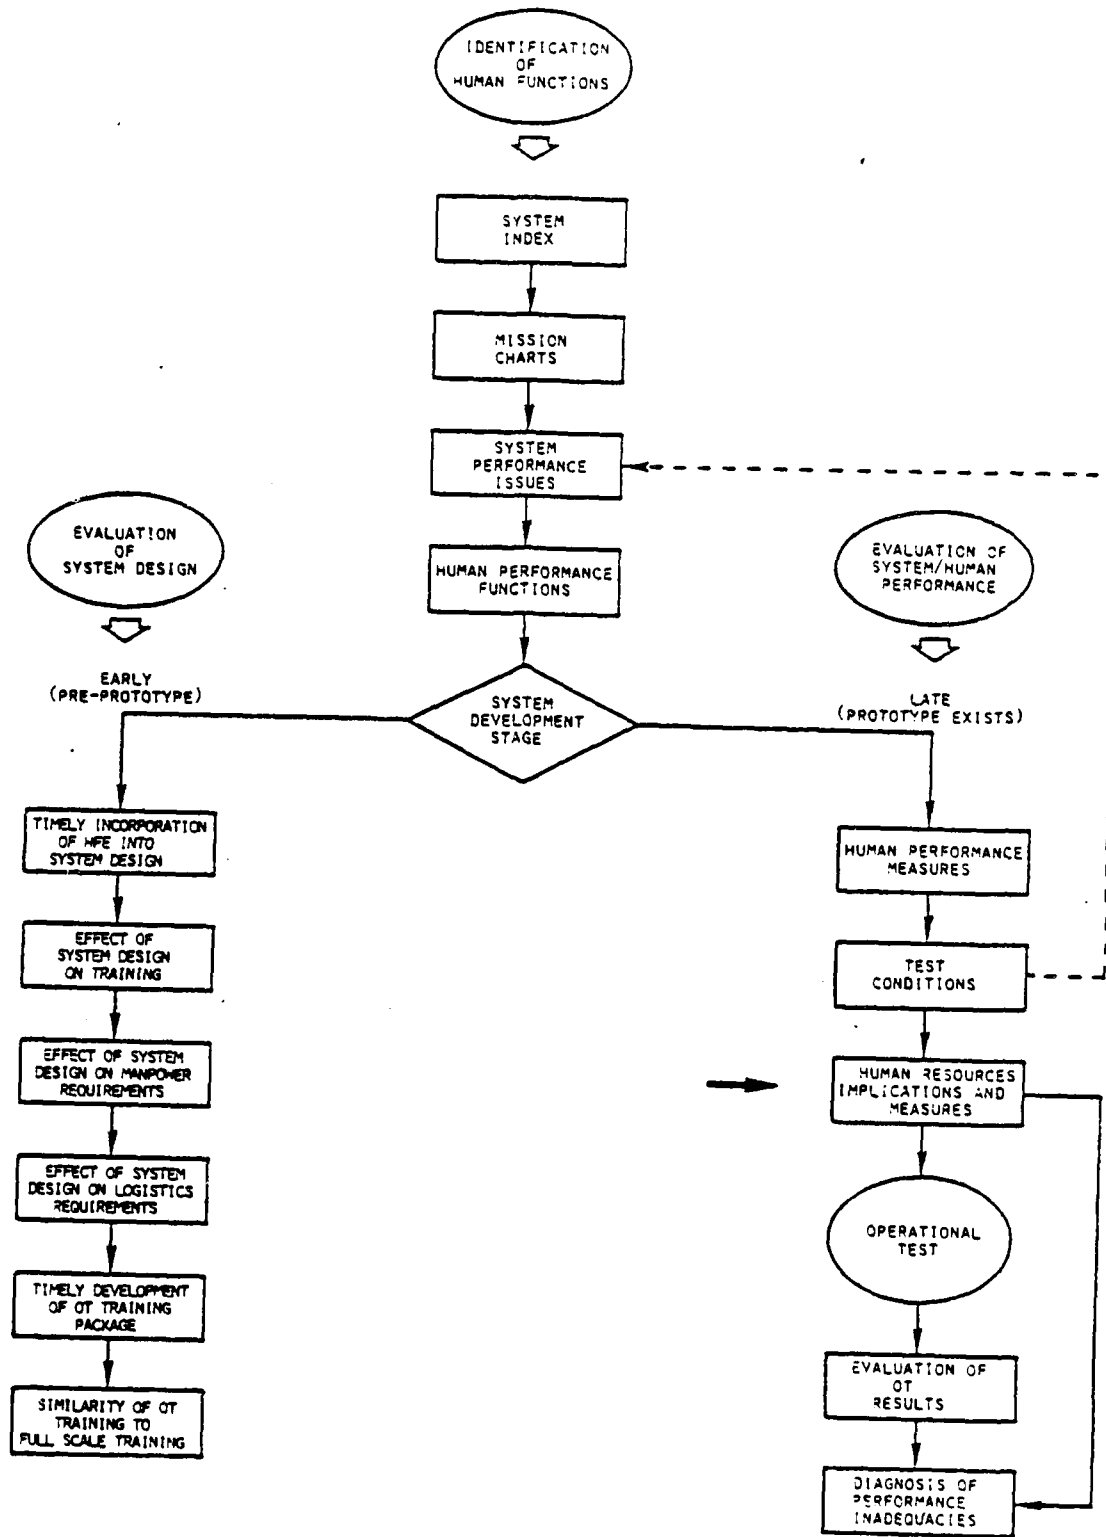 IDENTIFICATION
OF
HUMAN FUNCTIONS
SYSTEM
INDEX
MISSION
CHARTS
SYSTEM
PERFORMANCE
ISSUES
HUMAN PERFORMANCE
FUNCTIONS
SYSTEM
DEVELOPMENT
STAGE
EVALUATION
OF
SYSTEM DESIGN
EARLY
(PRE-PROTOTYPE)
TIMELY INCORPORATION
OF HFE INTO
SYSTEM DESIGN
EFFECT OF
SYSTEM DESIGN
ON TRAINING
EFFECT OF SYSTEM
DESIGN ON MANPOWER
REQUIREMENTS
EFFECT OF SYSTEM
DESIGN ON LOGISTICS
REQUIREMENTS
TIMELY DEVELOPMENT
OF OT TRAINING
PACKAGE
SIMILARITY OF OT
TRAINING TO
FULL SCALE TRAINING
EVALUATION OF
SYSTEM/HUMAN
PERFORMANCE
LATE
(PROTOTYPE EXISTS)
HUMAN PERFORMANCE
MEASURES
TEST
CONDITIONS
HUMAN RESOURCES
IMPLICATIONS AND
MEASURES
OPERATIONAL
TEST
EVALUATION OF
OT
RESULTS
DIAGNOSIS OF
PERFORMANCE
INADEQUACIES